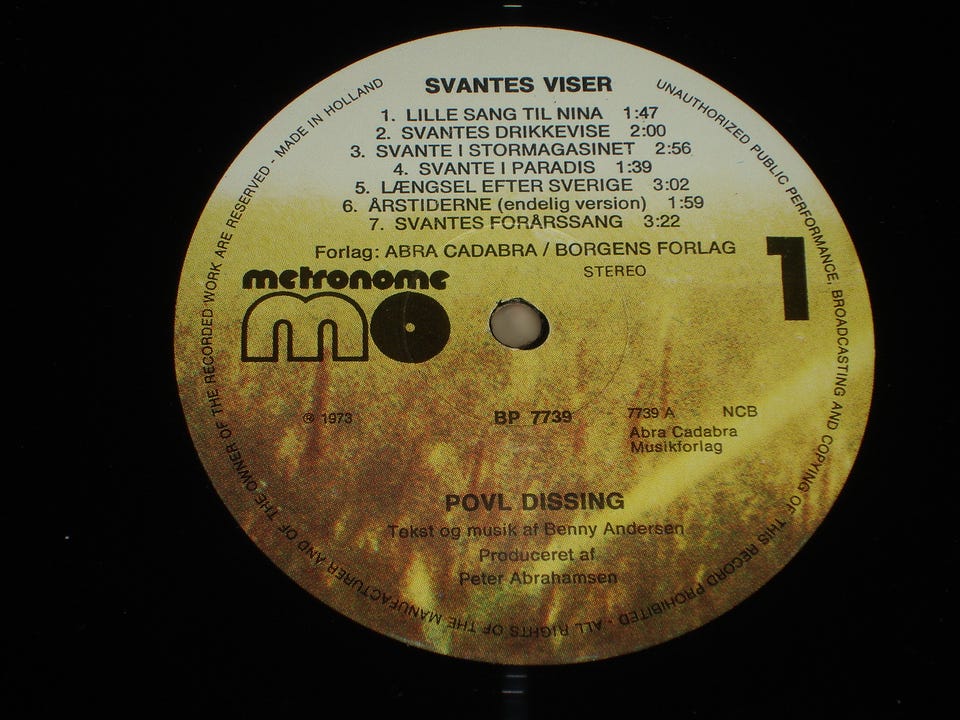 SVANTES VISER
1. LILLE SANG TIL NINA 1:47
2. SVANTES DRIKKEVISE 2:00
3. SVANTE I STORMAGASINET 2:56
4. SVANTE I PARADIS 1:39
5. LÆNGSEL EFTER SVERIGE 3:02
6. ÅRSTIDERNE (endelig version) 1:59
7. SVANTES FORÅRSSANG 3:22
Forlag: ABRA CADABRA / BORGENS FORLAG
STEREO
metronome
mo
1
℗ 1973
BP 7739
7739 A NCB
Abra Cadabra
Musikforlag
POVL DISSING
Tekst og musik af Benny Andersen
Produceret af
Peter Abrahamsen
UNAUTHORIZED PUBLIC PERFORMANCE, BROADCASTING AND COPYING OF THIS RECORD PROHIBITED - ALL RIGHTS OF THE MANUFACTURER AND OF THE OWNER OF THE RECORDED WORK ARE RESERVED - MADE IN HOLLAND